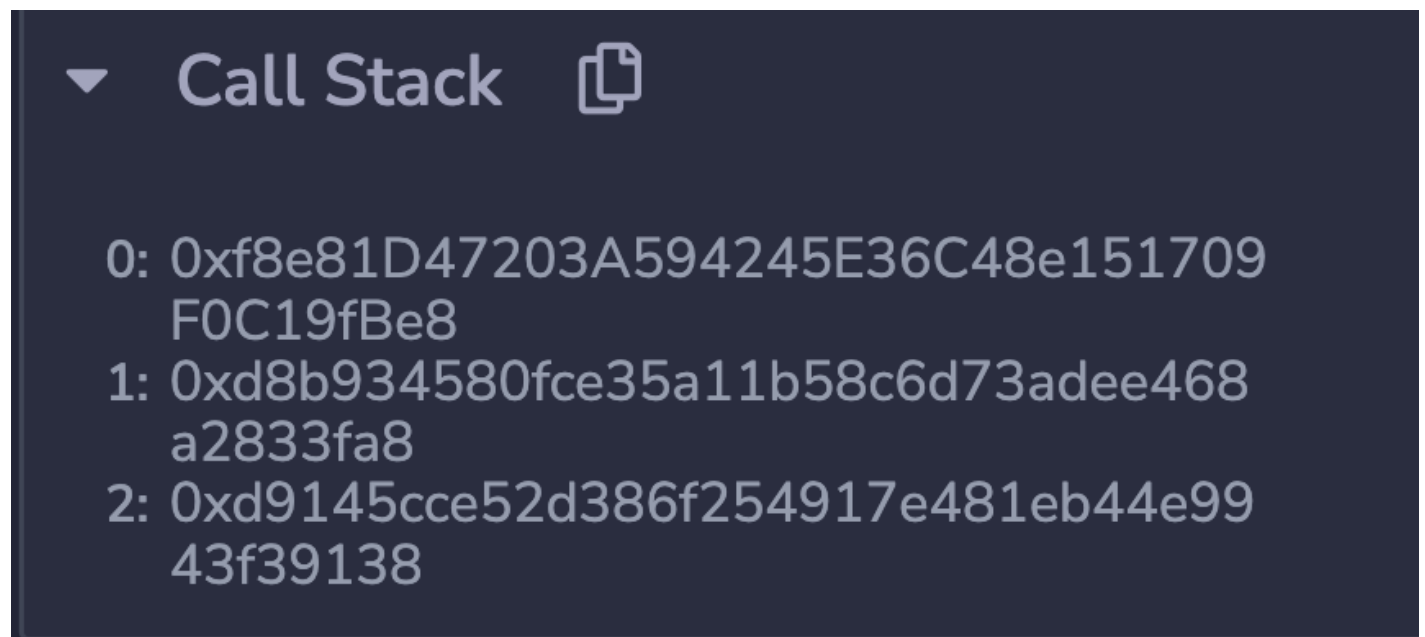 Call Stack
0: 0xf8e81D47203A594245E36C48e151709
F0C19fBe8
1: 0xd8b934580fce35a11b58c6d73adee468
a2833fa8
2: 0xd9145cce52d386f254917e481eb44e99
43f39138